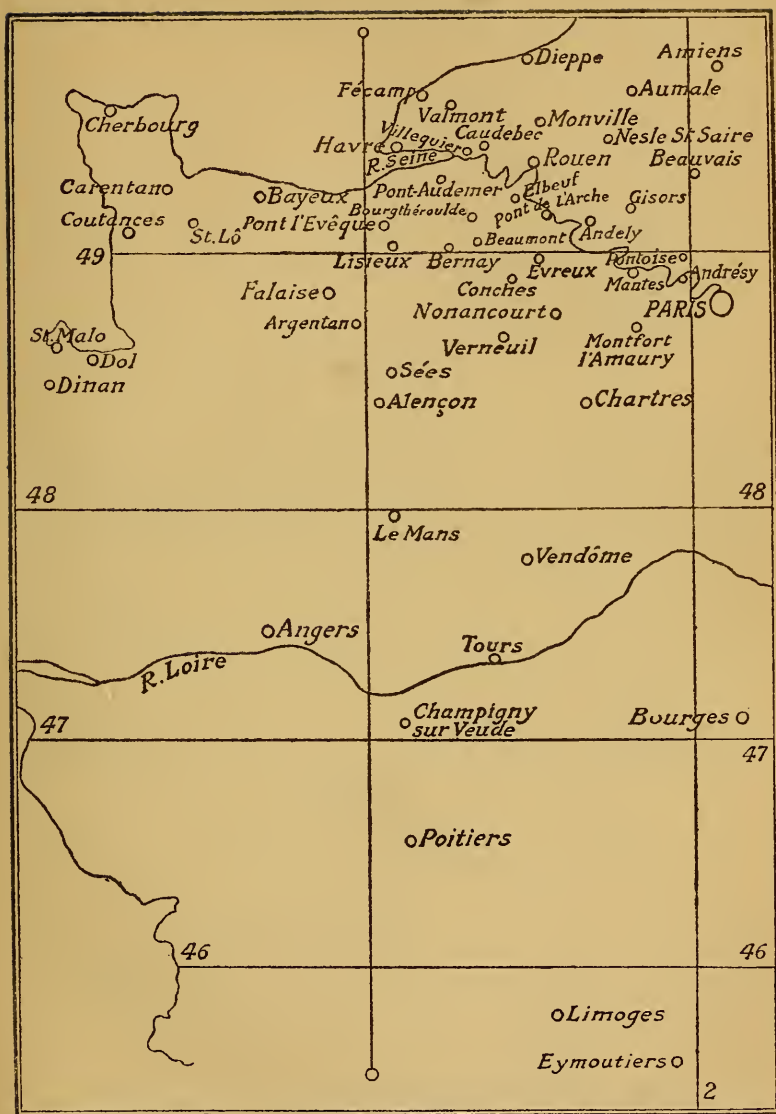 Dieppe
Amiens
Fécamp
Aumale
Valmont
Monville
Cherbourg
Havre
Villequier
Caudebec
Nesle St Saire
R. Seine
Rouen
Beauvais
Carentan
Bayeux
Pont-Audemer
Elbeuf
Pont de l'Arche
Gisors
Coutances
St. Lô
Pont l'Evêque
Bourgthéroulde
Beaumont
Andely
49
Lisieux
Bernay
Evreux
Pontoise
Conches
Mantes
Andrésy
Falaise
Nonancourt
PARIS
Argentan
St. Malo
Verneuil
Montfort
l'Amaury
Dol
Sées
Dinan
Alençon
Chartres
48
48
Le Mans
Vendôme
Angers
Tours
R. Loire
Champigny
sur Veude
Bourges
47
47
Poitiers
46
46
Limoges
Eymoutiers
2